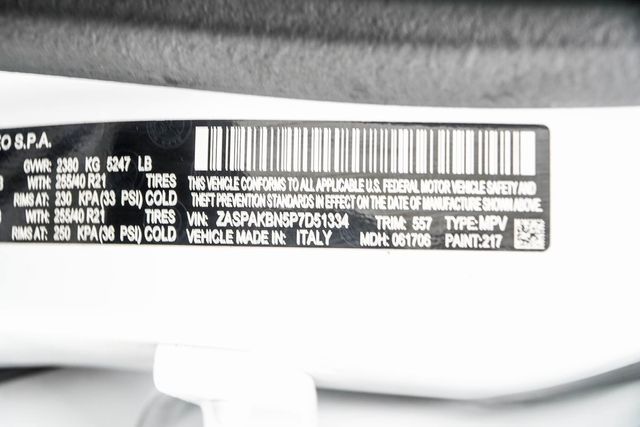 O S.P.A.
GVWR: 2380 KG 5247 LB
WITH: 255/40 R21 TIRES
RIMS AT: 230 KPA (33 PSI) COLD
WITH: 255/40 R21 TIRES
RIMS AT: 250 KPA (36 PSI) COLD
THIS VEHICLE CONFORMS TO ALL APPLICABLE U.S. FEDERAL MOTOR VEHICLE SAFETY AND
THEFT PREVENTION STANDARDS IN EFFECT ON THE DATE OF MANUFACTURE SHOWN ABOVE.
VIN: ZASPAKBN5P7D51334 TRIM: 557 TYPE: MPV
VEHICLE MADE IN: ITALY MDH: 061706 PAINT: 217